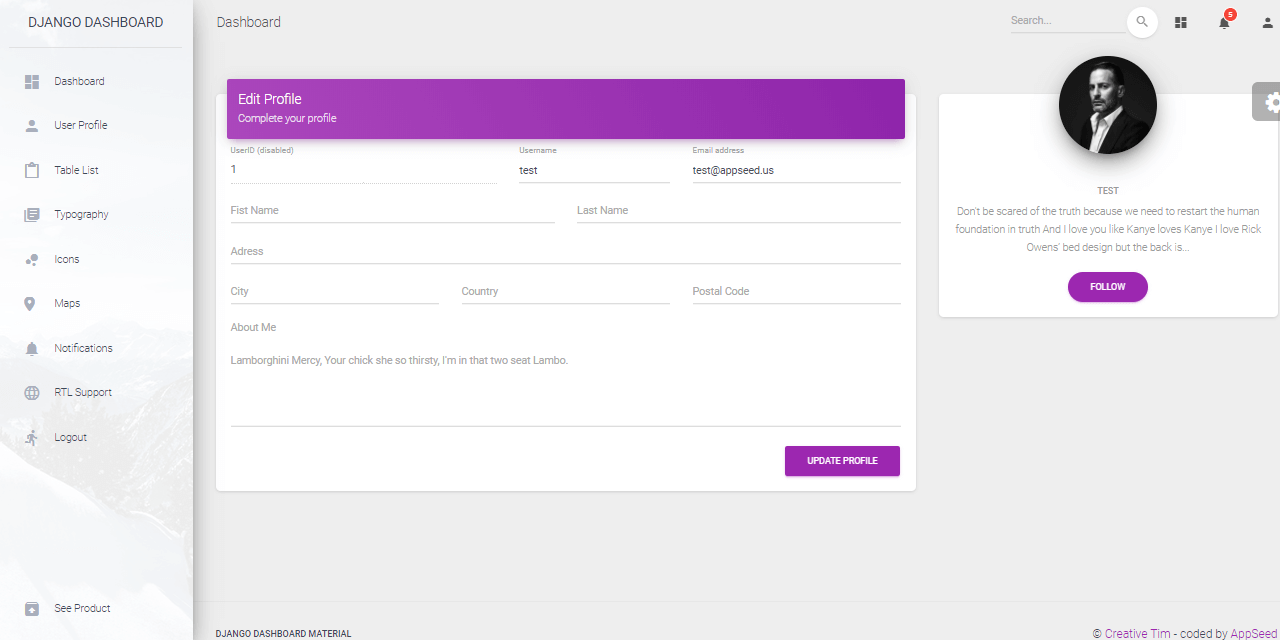 DJANGO DASHBOARD
Dashboard
User Profile
Table List
Typography
Icons
Maps
Notifications
RTL Support
Logout
See Product
Dashboard
Search...
5
Edit Profile
Complete your profile
UserID (disabled)
1
Username
test
Email address
test@appseed.us
Fist Name
Last Name
Adress
City
Country
Postal Code
About Me
Lamborghini Mercy, Your chick she so thirsty, I'm in that two seat Lambo.
UPDATE PROFILE
TEST
Don't be scared of the truth because we need to restart the human
foundation in truth And I love you like Kanye loves Kanye I love Rick
Owens' bed design but the back is...
FOLLOW
DJANGO DASHBOARD MATERIAL
© Creative Tim - coded by AppSeed